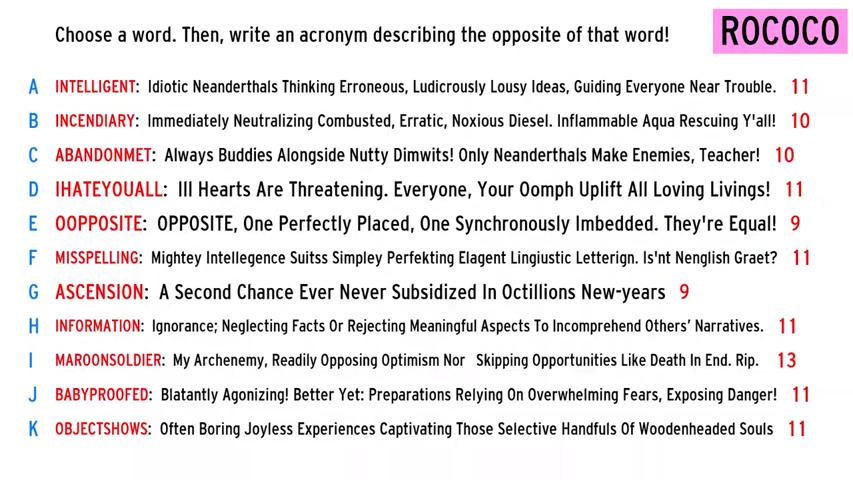 Choose a word. Then, write an acronym describing the opposite of that word! ROCOCO
A INTELLIGENT: Idiotic Neanderthals Thinking Erroneous, Ludicrously Lousy Ideas, Guiding Everyone Near Trouble. 11
B INCENDIARY: Immediately Neutralizing Combusted, Erratic, Noxious Diesel. Inflammable Aqua Rescuing Y'all! 10
C ABANDONMET: Always Buddies Alongside Nutty Dimwits! Only Neanderthals Make Enemies, Teacher! 10
D IHATEYOUALL: Ill Hearts Are Threatening. Everyone, Your Oomph Uplift All Loving Livings! 11
E OOPPOSITE: OPPOSITE, One Perfectly Placed, One Synchronously Imbedded. They're Equal! 9
F MISSPELLING: Mightey Intellegence Suitss Simpley Perfekting Elagent Lingiustic Letterign. Is'nt Nenglish Graet? 11
G ASCENSION: A Second Chance Ever Never Subsidized In Octillions New-years 9
H INFORMATION: Ignorance; Neglecting Facts Or Rejecting Meaningful Aspects To Incomprehend Others' Narratives. 11
I MAROONSOLDIER: My Archenemy, Readily Opposing Optimism Nor Skipping Opportunities Like Death In End. Rip. 13
J BABYPROOFED: Blatantly Agonizing! Better Yet: Preparations Relying On Overwhelming Fears, Exposing Danger! 11
K OBJECTSHOWS: Often Boring Joyless Experiences Captivating Those Selective Handfuls Of Woodenheaded Souls 11